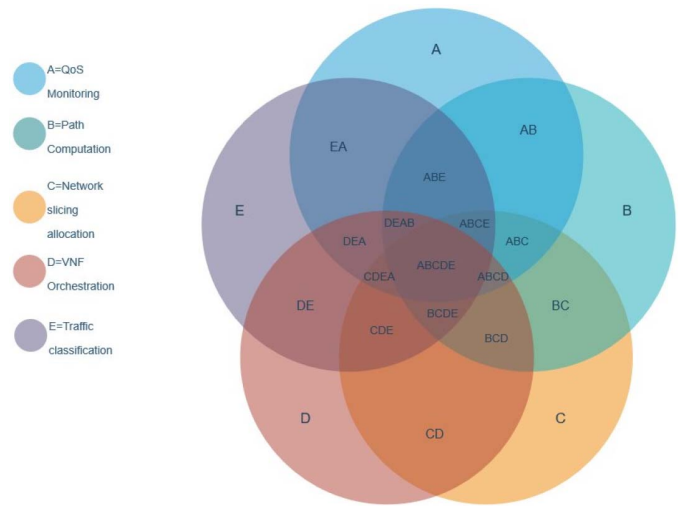 A=QoS
Monitoring
B=Path
Computation
C=Network
slicing
allocation
D=VNF
Orchestration
E=Traffic
classification
A
AB
EA
ABE
E
B
DEAB
ABCE
DEA
ABC
ABCDE
CDEA
ABCD
DE
BCDE
BC
CDE
BCD
D
C
CD